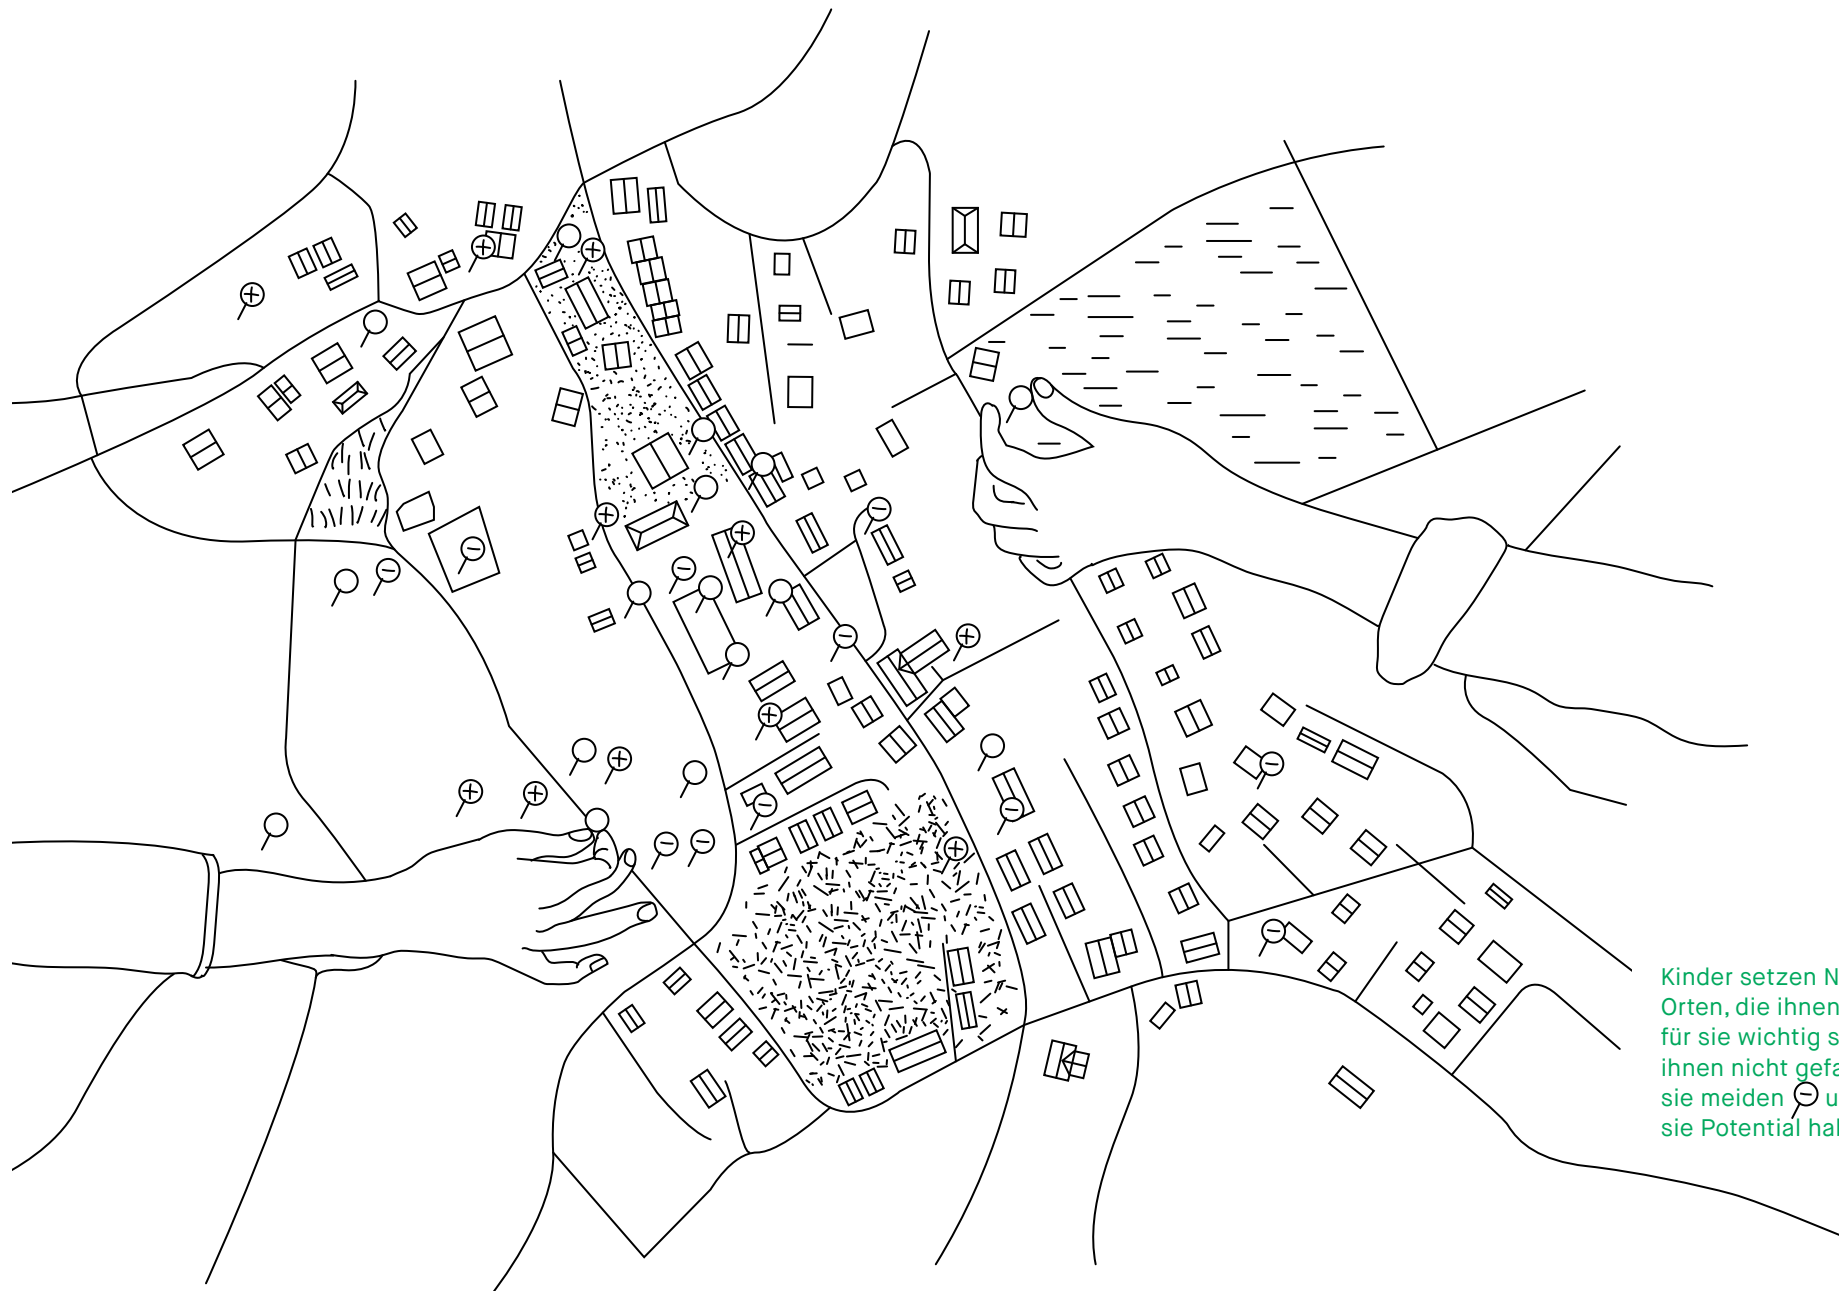 Kinder setzen N
Orten, die ihnen
für sie wichtig s
ihnen nicht gefa
sie meiden ⊖ u
sie Potential hal